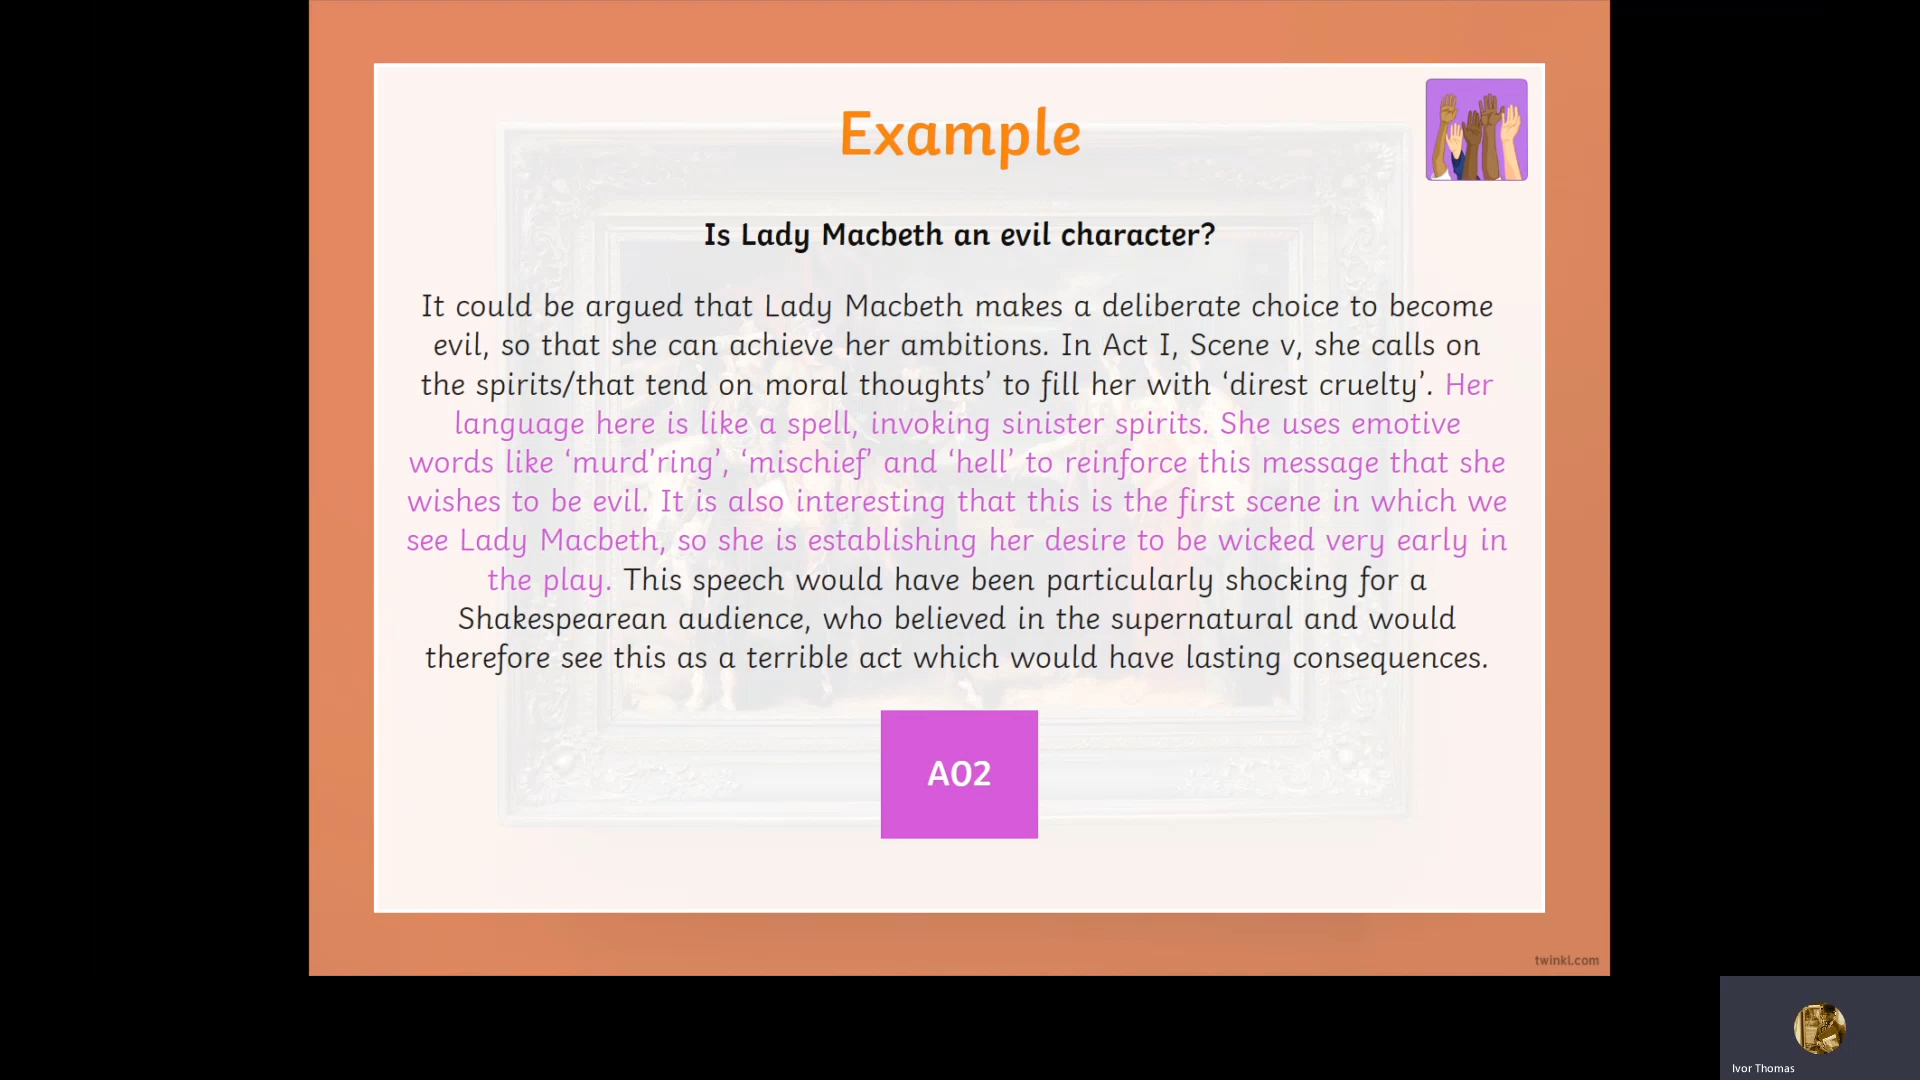 Example
Is Lady Macbeth an evil character?
It could be argued that Lady Macbeth makes a deliberate choice to become
evil, so that she can achieve her ambitions. In Act I, Scene v, she calls on
the spirits/that tend on moral thoughts’ to fill her with ‘direst cruelty’. Her
language here is like a spell, invoking sinister spirits. She uses emotive
words like ‘murd’ring’, ‘mischief’ and ‘hell’ to reinforce this message that she
wishes to be evil. It is also interesting that this is the first scene in which we
see Lady Macbeth, so she is establishing her desire to be wicked very early in
the play. This speech would have been particularly shocking for a
Shakespearean audience, who believed in the supernatural and would
therefore see this as a terrible act which would have lasting consequences.
AO2
twinkl.com
Ivor Thomas